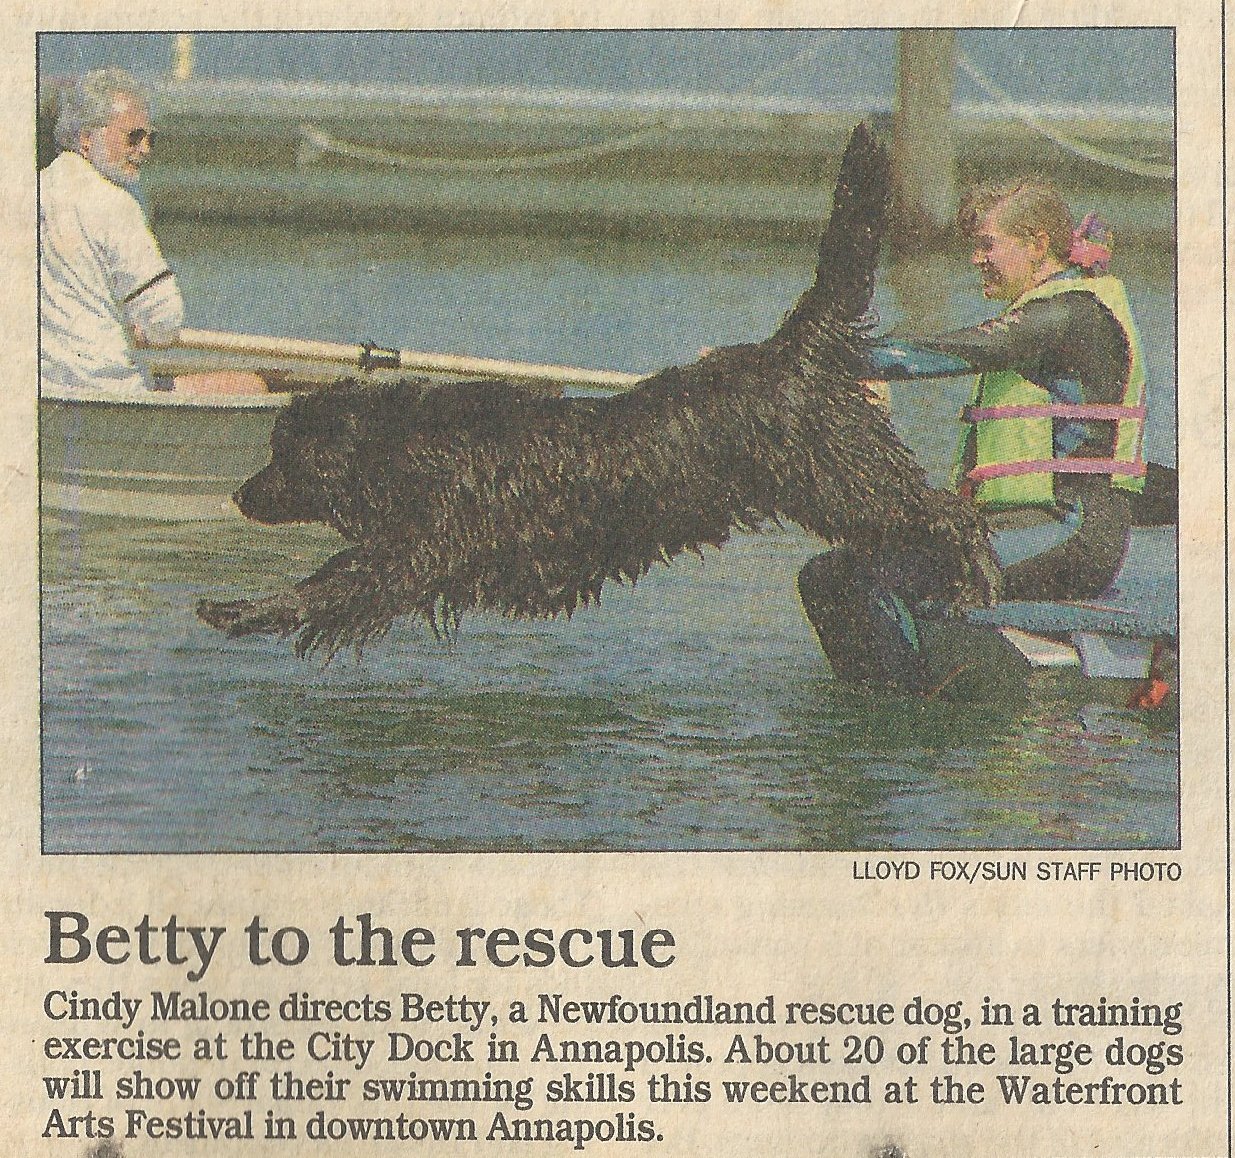 LLOYD FOX/SUN STAFF PHOTO
Betty to the rescue
Cindy Malone directs Betty, a Newfoundland rescue dog, in a training
exercise at the City Dock in Annapolis. About 20 of the large dogs
will show off their swimming skills this weekend at the Waterfront
Arts Festival in downtown Annapolis.